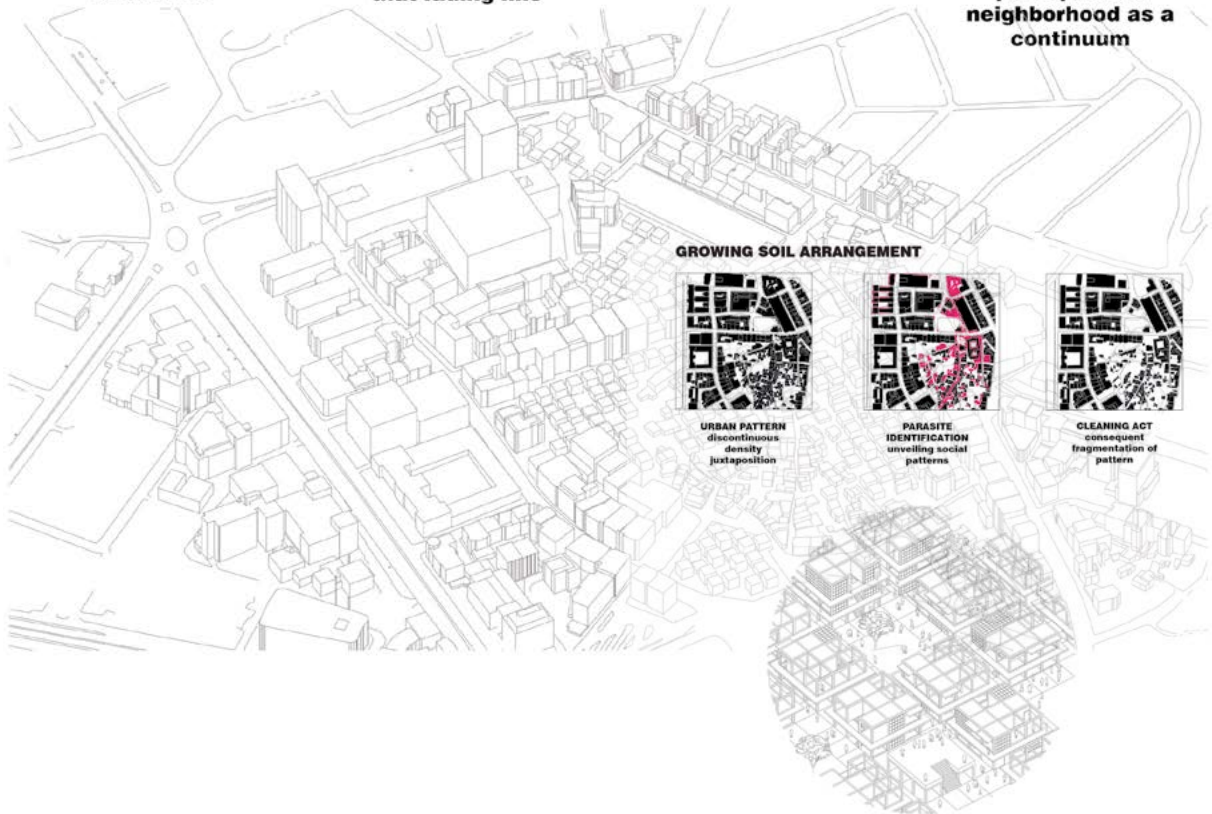 neighborhood as a
continuum
GROWING SOIL ARRANGEMENT
URBAN PATTERN
discontinuous
density
juxtaposition
PARASITE
IDENTIFICATION
unveiling social
patterns
CLEANING ACT
consequent
fragmentation of
pattern